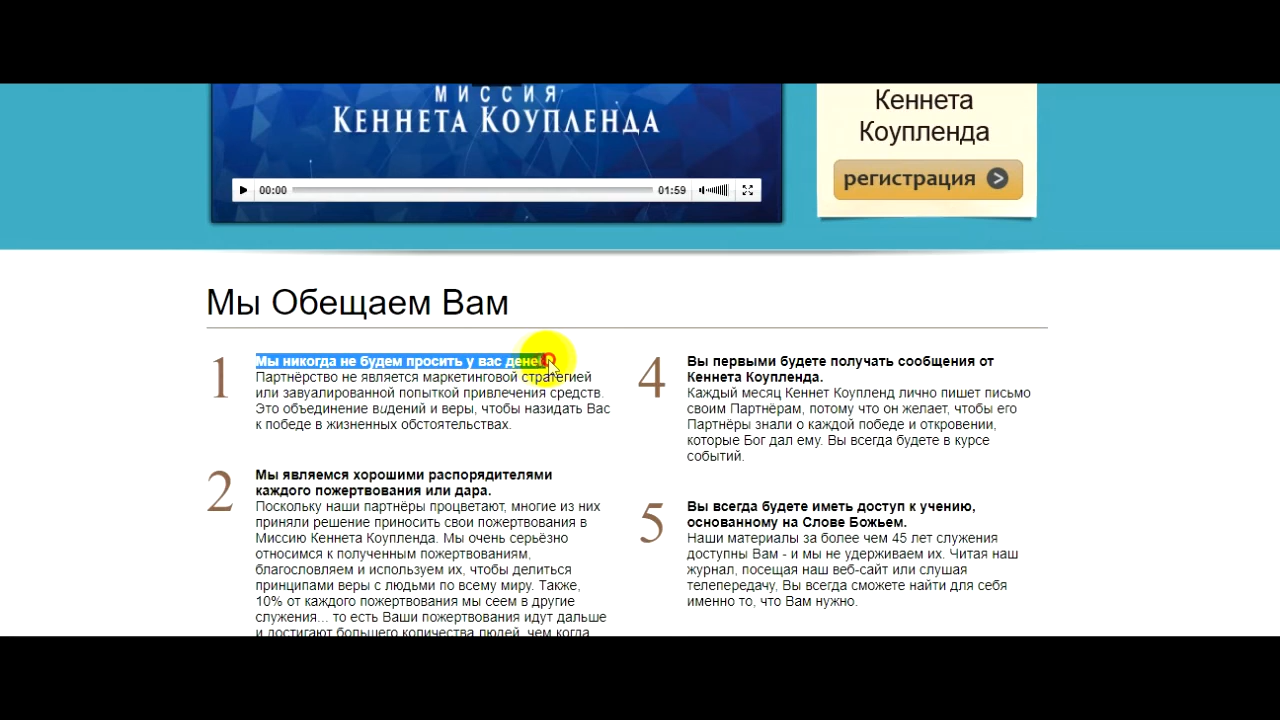 МИССИЯ
КЕННЕТА КОУПЛЕНДА
00:00
01:59
Кеннета
Коупленда
регистрация
Мы Обещаем Вам
1
Мы никогда не будем просить у вас
Партнёрство не является маркетинговой стратегией
или завуалированной попыткой привлечения средств.
Это объединение видений и веры, чтобы назидать Вас
к победе в жизненных обстоятельствах.
2
Мы являемся хорошими распорядителями
каждого пожертвования или дара.
Поскольку наши партнёры процветают, многие из них
приняли решение приносить свои пожертвования в
Миссию Кеннета Коупленда. Мы очень серьёзно
относимся к полученным пожертвованиям,
благословляем и используем их, чтобы делиться
принципами веры с людьми по всему миру. Также,
10% от каждого пожертвования мы сеем в другие
служения... то есть Ваши пожертвования идут дальше
и достигают большего количества людей, чем когда
4
Вы первыми будете получать сообщения от
Кеннета Коупленда.
Каждый месяц Кеннет Коупленд лично пишет письмо
своим Партнёрам, потому что он желает, чтобы его
Партнёры знали о каждой победе и откровении,
которые Бог дал ему. Вы всегда будете в курсе
событий.
5
Вы всегда будете иметь доступ к учению,
основанному на Слове Божьем.
Наши материалы за более чем 45 лет служения
доступны Вам - и мы не удерживаем их. Читая наш
журнал, посещая наш веб-сайт или слушая
телепередачу, Вы всегда сможете найти для себя
именно то, что Вам нужно.